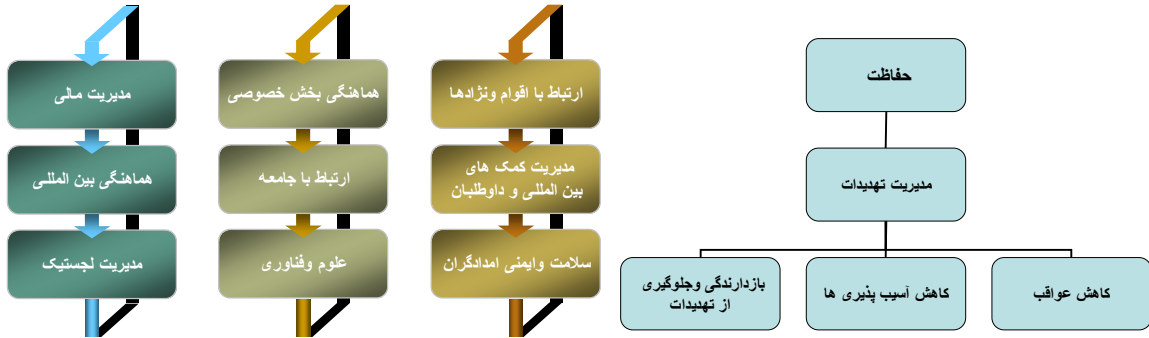 مدیریت مالی
هماهنگی بین المللی
مدیریت لجستیک
هماهنگی بخش خصوصی
ارتباط با جامعه
علوم وفناوری
ارتباط با اقوام ونژادها
مدیریت کمک های
بین المللی و داوطلبان
سلامت وایمنی امدادگران
حفاظت
مدیریت تهدیدات
بازدارندگی وجلوگیری
از تهدیدات
کاهش آسیب پذیری ها
کاهش عواقب